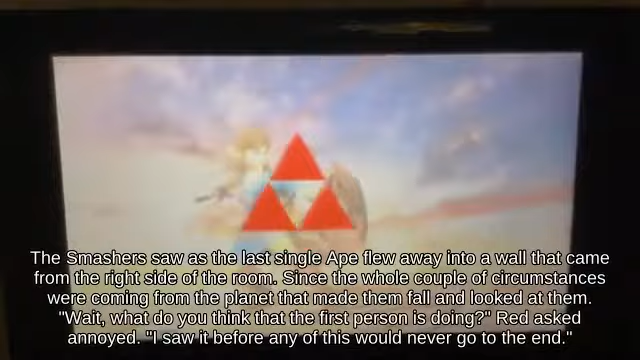 The Smashers saw as the last single Ape flew away into a wall that came
from the right side of the room. Since the whole couple of circumstances
were coming from the planet that made them fall and looked at them.
"Wait, what do you think that the first person is doing?" Red asked
annoyed. "I saw it before any of this would never go to the end."